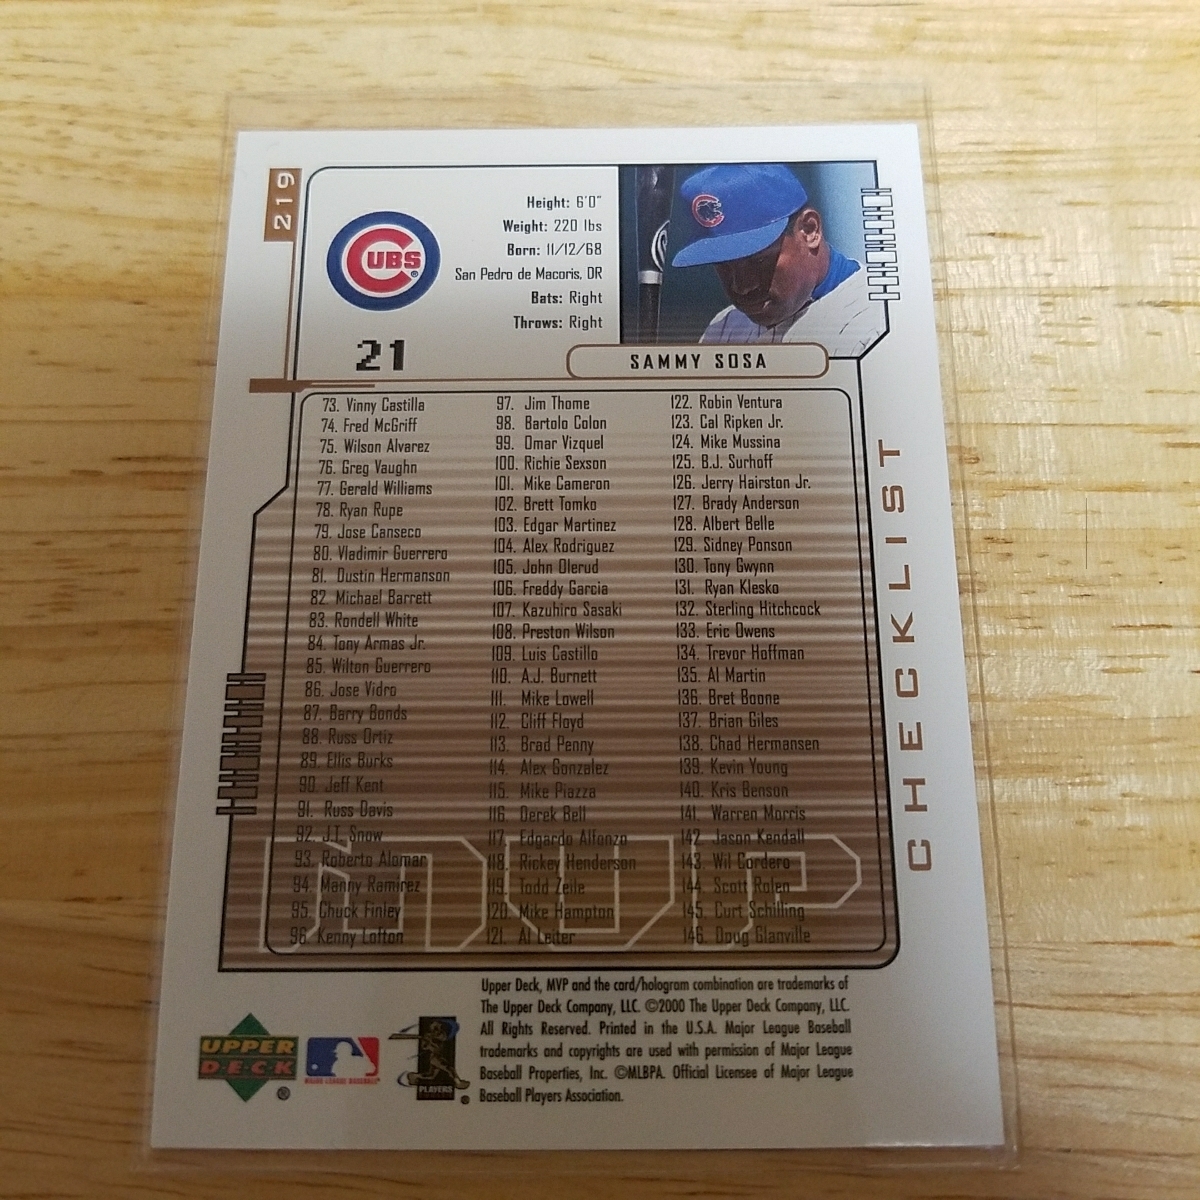 219
CUBS
®
21
Height: 6'0"
Weight: 220 lbs
Born: 11/12/68
San Pedro de Macoris, DR
Bats: Right
Throws: Right
C
SAMMY SOSA
73. Vinny Castilla
74. Fred McGriff
75. Wilson Alvarez
76. Greg Vaughn
77. Gerald Williams
78. Ryan Rupe
79. Jose Canseco
80. Vladimir Guerrero
81. Dustin Hermanson
82. Michael Barrett
83. Rondell White
84. Tony Armas Jr.
85. Wilton Guerrero
86. Jose Vidro
87. Barry Bonds
88. Russ Ortiz
89. Ellis Burks
90. Jeff Kent
91. Russ Davis
92. J.T. Snow
93. Roberto Alomar
94. Manny Ramirez
95. Chuck Finley
96. Kenny Lofton
97. Jim Thome
98. Bartolo Colon
99. Omar Vizquel
100. Richie Sexson
101. Mike Cameron
102. Brett Tomko
103. Edgar Martinez
104. Alex Rodriguez
105. John Olerud
106. Freddy Garcia
107. Kazuhiro Sasaki
108. Preston Wilson
109. Luis Castillo
110. A.J. Burnett
111. Mike Lowell
112. Cliff Floyd
113. Brad Penny
114. Alex Gonzalez
115. Mike Piazza
116. Derek Bell
117. Edgardo Alfonzo
118. Rickey Henderson
119. Todd Zeile
120. Mike Hampton
121. Al Leiter
122. Robin Ventura
123. Cal Ripken Jr.
124. Mike Mussina
125. B.J. Surhoff
126. Jerry Hairston Jr.
127. Brady Anderson
128. Albert Belle
129. Sidney Ponson
130. Tony Gwynn
131. Ryan Klesko
132. Sterling Hitchcock
133. Eric Owens
134. Trevor Hoffman
135. Al Martin
136. Bret Boone
137. Brian Giles
138. Chad Hermansen
139. Kevin Young
140. Kris Benson
141. Warren Morris
142. Jason Kendall
143. Wil Cordero
144. Scott Rolen
145. Curt Schilling
146. Doug Glanville
mvp
CHECKLIST
Upper Deck, MVP and the card/hologram combination are trademarks of
The Upper Deck Company, LLC. ©2000 The Upper Deck Company, LLC.
All Rights Reserved. Printed in the U.S.A. Major League Baseball
trademarks and copyrights are used with permission of Major League
Baseball Properties, Inc. ©MLBPA. Official Licensee of Major League
Baseball Players Association.
UPPER
DECK
®
MAJOR LEAGUE BASEBALL
PLAYERS
®